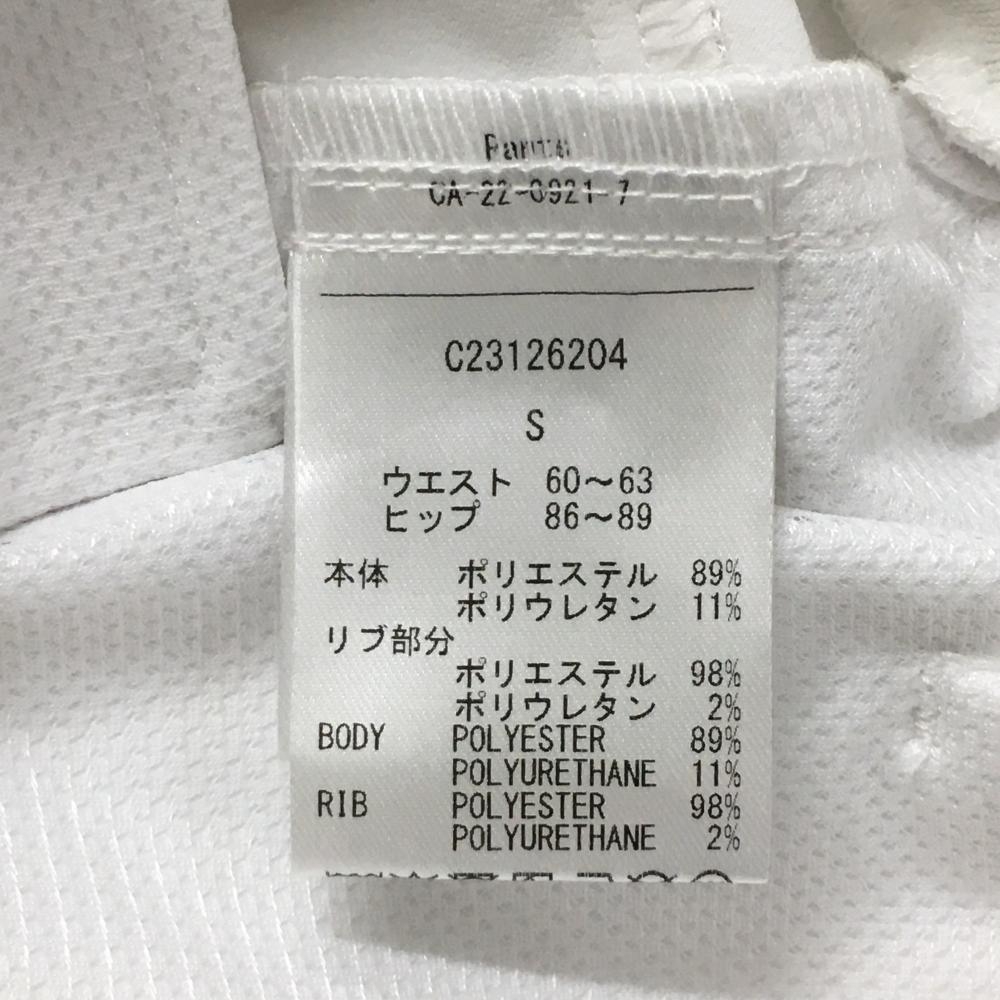 CA-22-0921-7
C23126204
S
ウエスト 60～63
ヒップ 86～89
本体 ポリエステル 89%
ポリウレタン 11%
リブ部分
ポリエステル 98%
ポリウレタン 2%
BODY POLYESTER 89%
POLYURETHANE 11%
RIB POLYESTER 98%
POLYURETHANE 2%